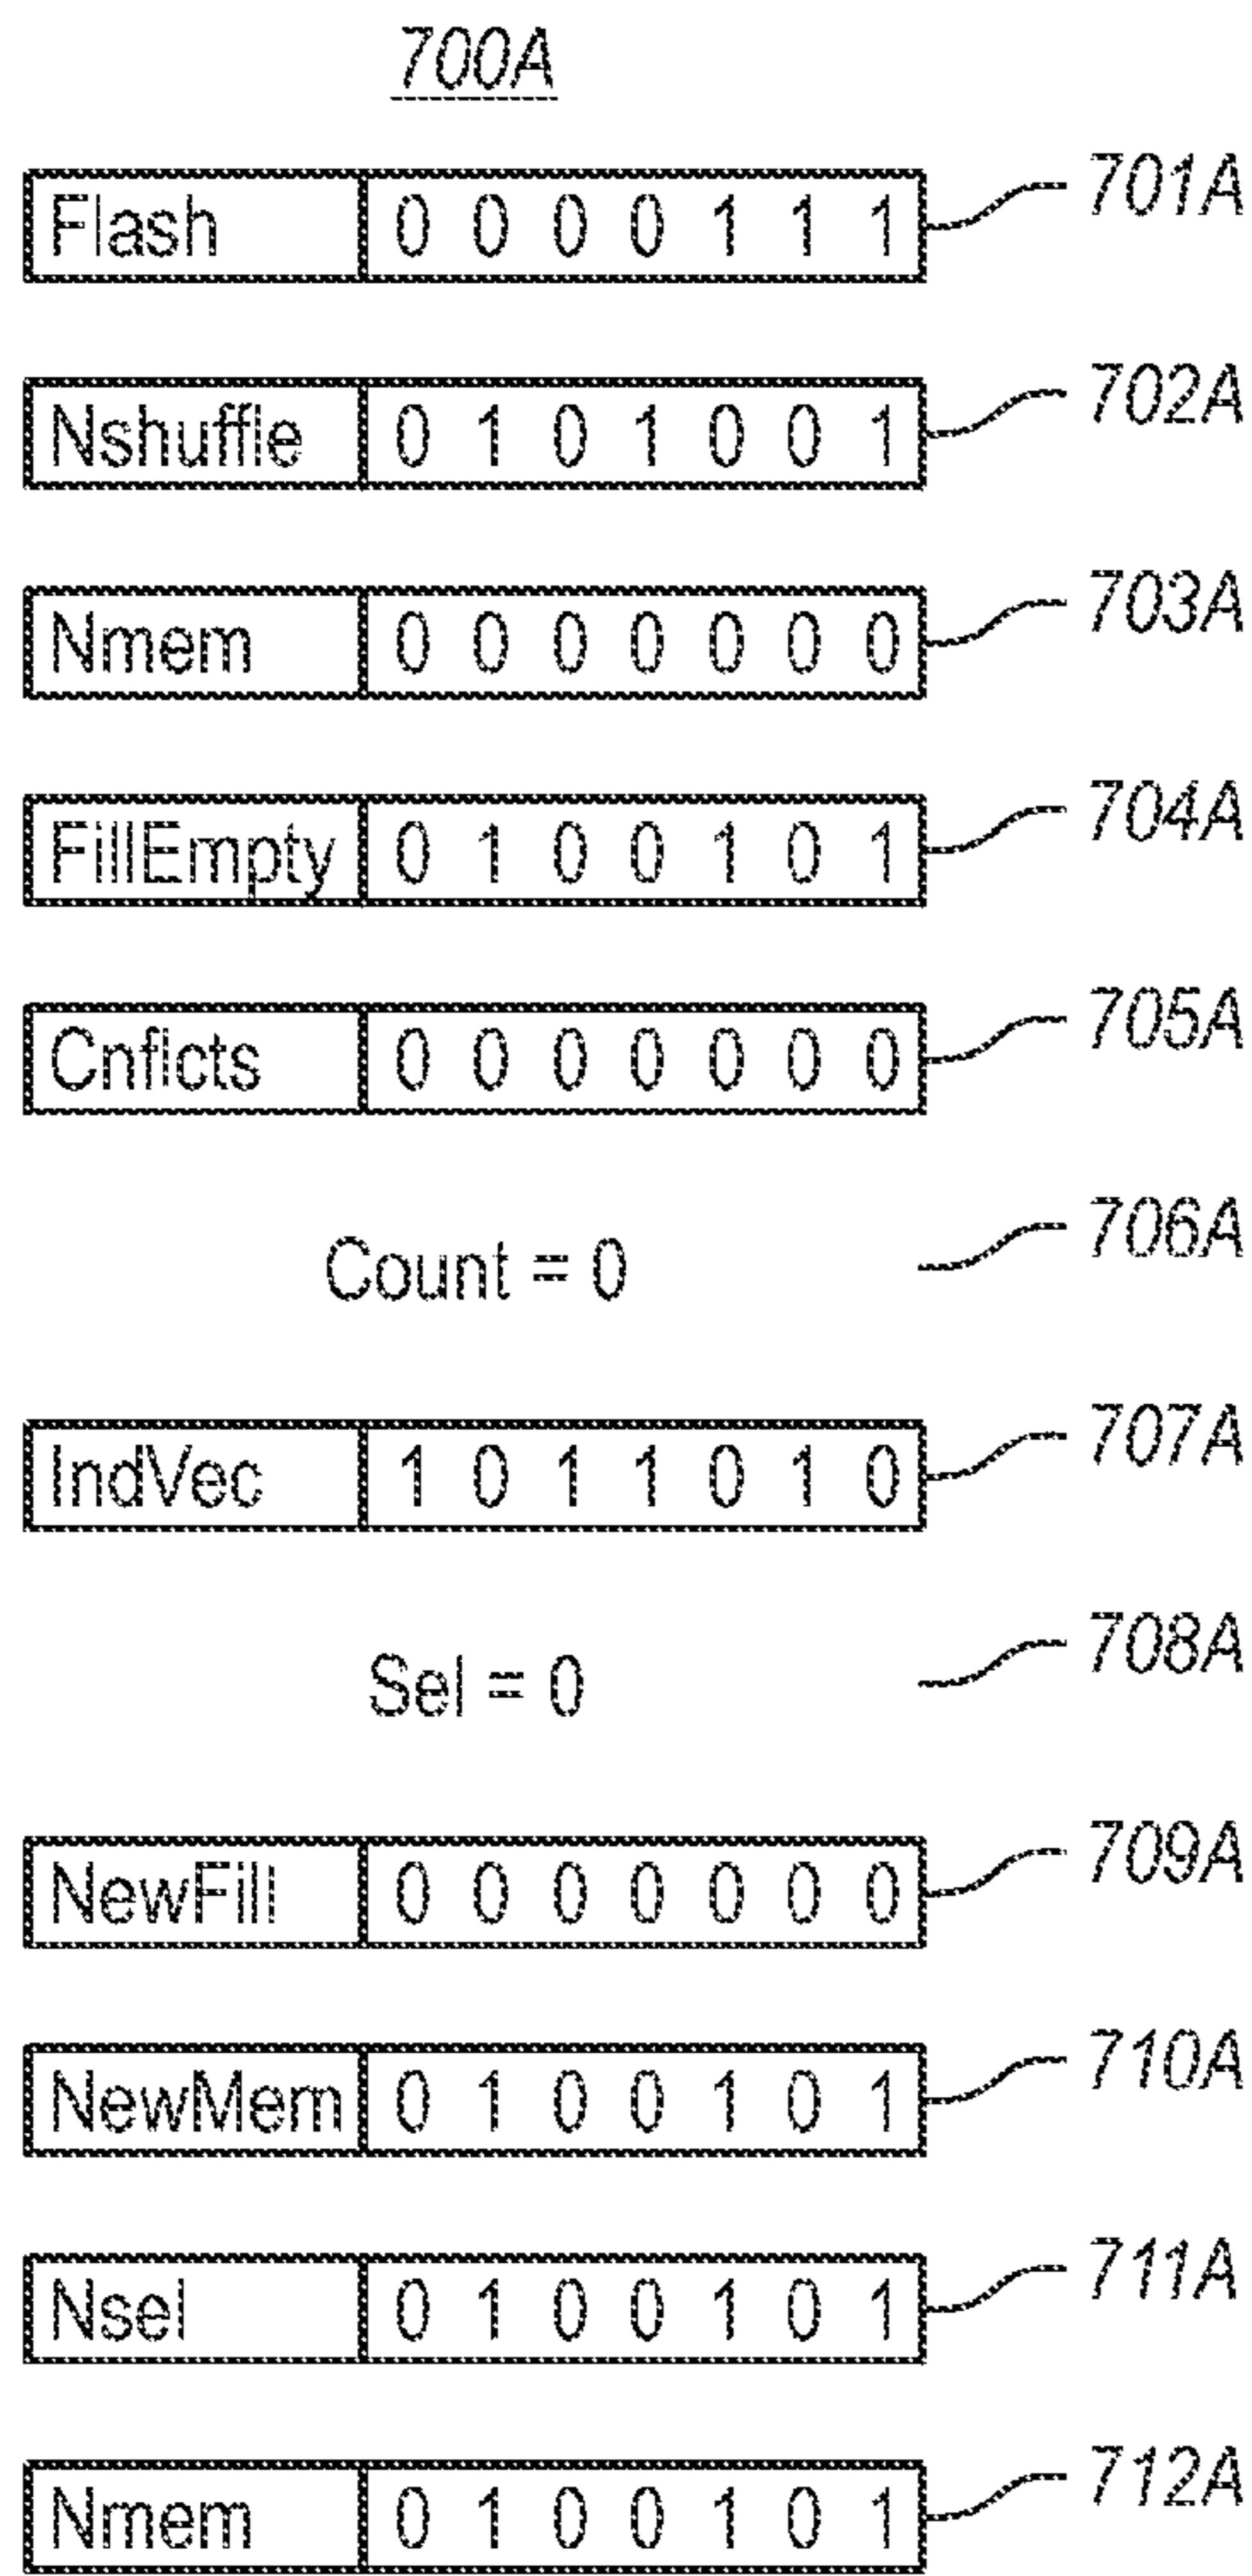 700A
Flash 0 0 0 0 1 1 1 701A
Nshuffle 0 1 0 1 0 0 1 702A
Nmem 0 0 0 0 0 0 0 703A
FillEmpty 0 1 0 0 1 0 1 704A
Cnflcts 0 0 0 0 0 0 0 705A
Count = 0 706A
IndVec 1 0 1 1 0 1 0 707A
Sel = 0 708A
NewFill 0 0 0 0 0 0 0 709A
NewMem 0 1 0 0 1 0 1 710A
Nsel 0 1 0 0 1 0 1 711A
Nmem 0 1 0 0 1 0 1 712A